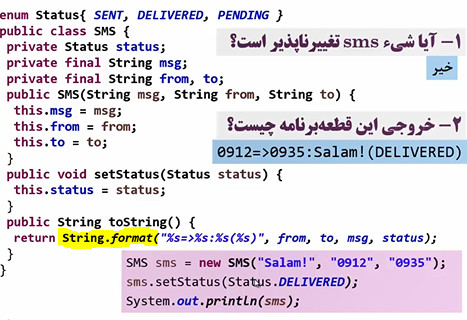 enum Status{ SENT, DELIVERED, PENDING }
public class SMS {
private Status status;
private final String msg;
private final String from, to;
public SMS(String msg, String from, String to) {
this.msg = msg;
this.from = from;
this.to = to;
}
public void setStatus(Status status) {
this.status = status;
}
public String toString() {
return String.format("%s=>%s:%s(%s)", from, to, msg, status);
}
}
۱- آیا شیء sms تغییرناپذیر است؟
خیر
۲- خروجی این قطعه‌برنامه چیست؟
0912=>0935:Salam!(DELIVERED)
SMS sms = new SMS("Salam!", "0912", "0935");
sms.setStatus(Status.DELIVERED);
System.out.println(sms);